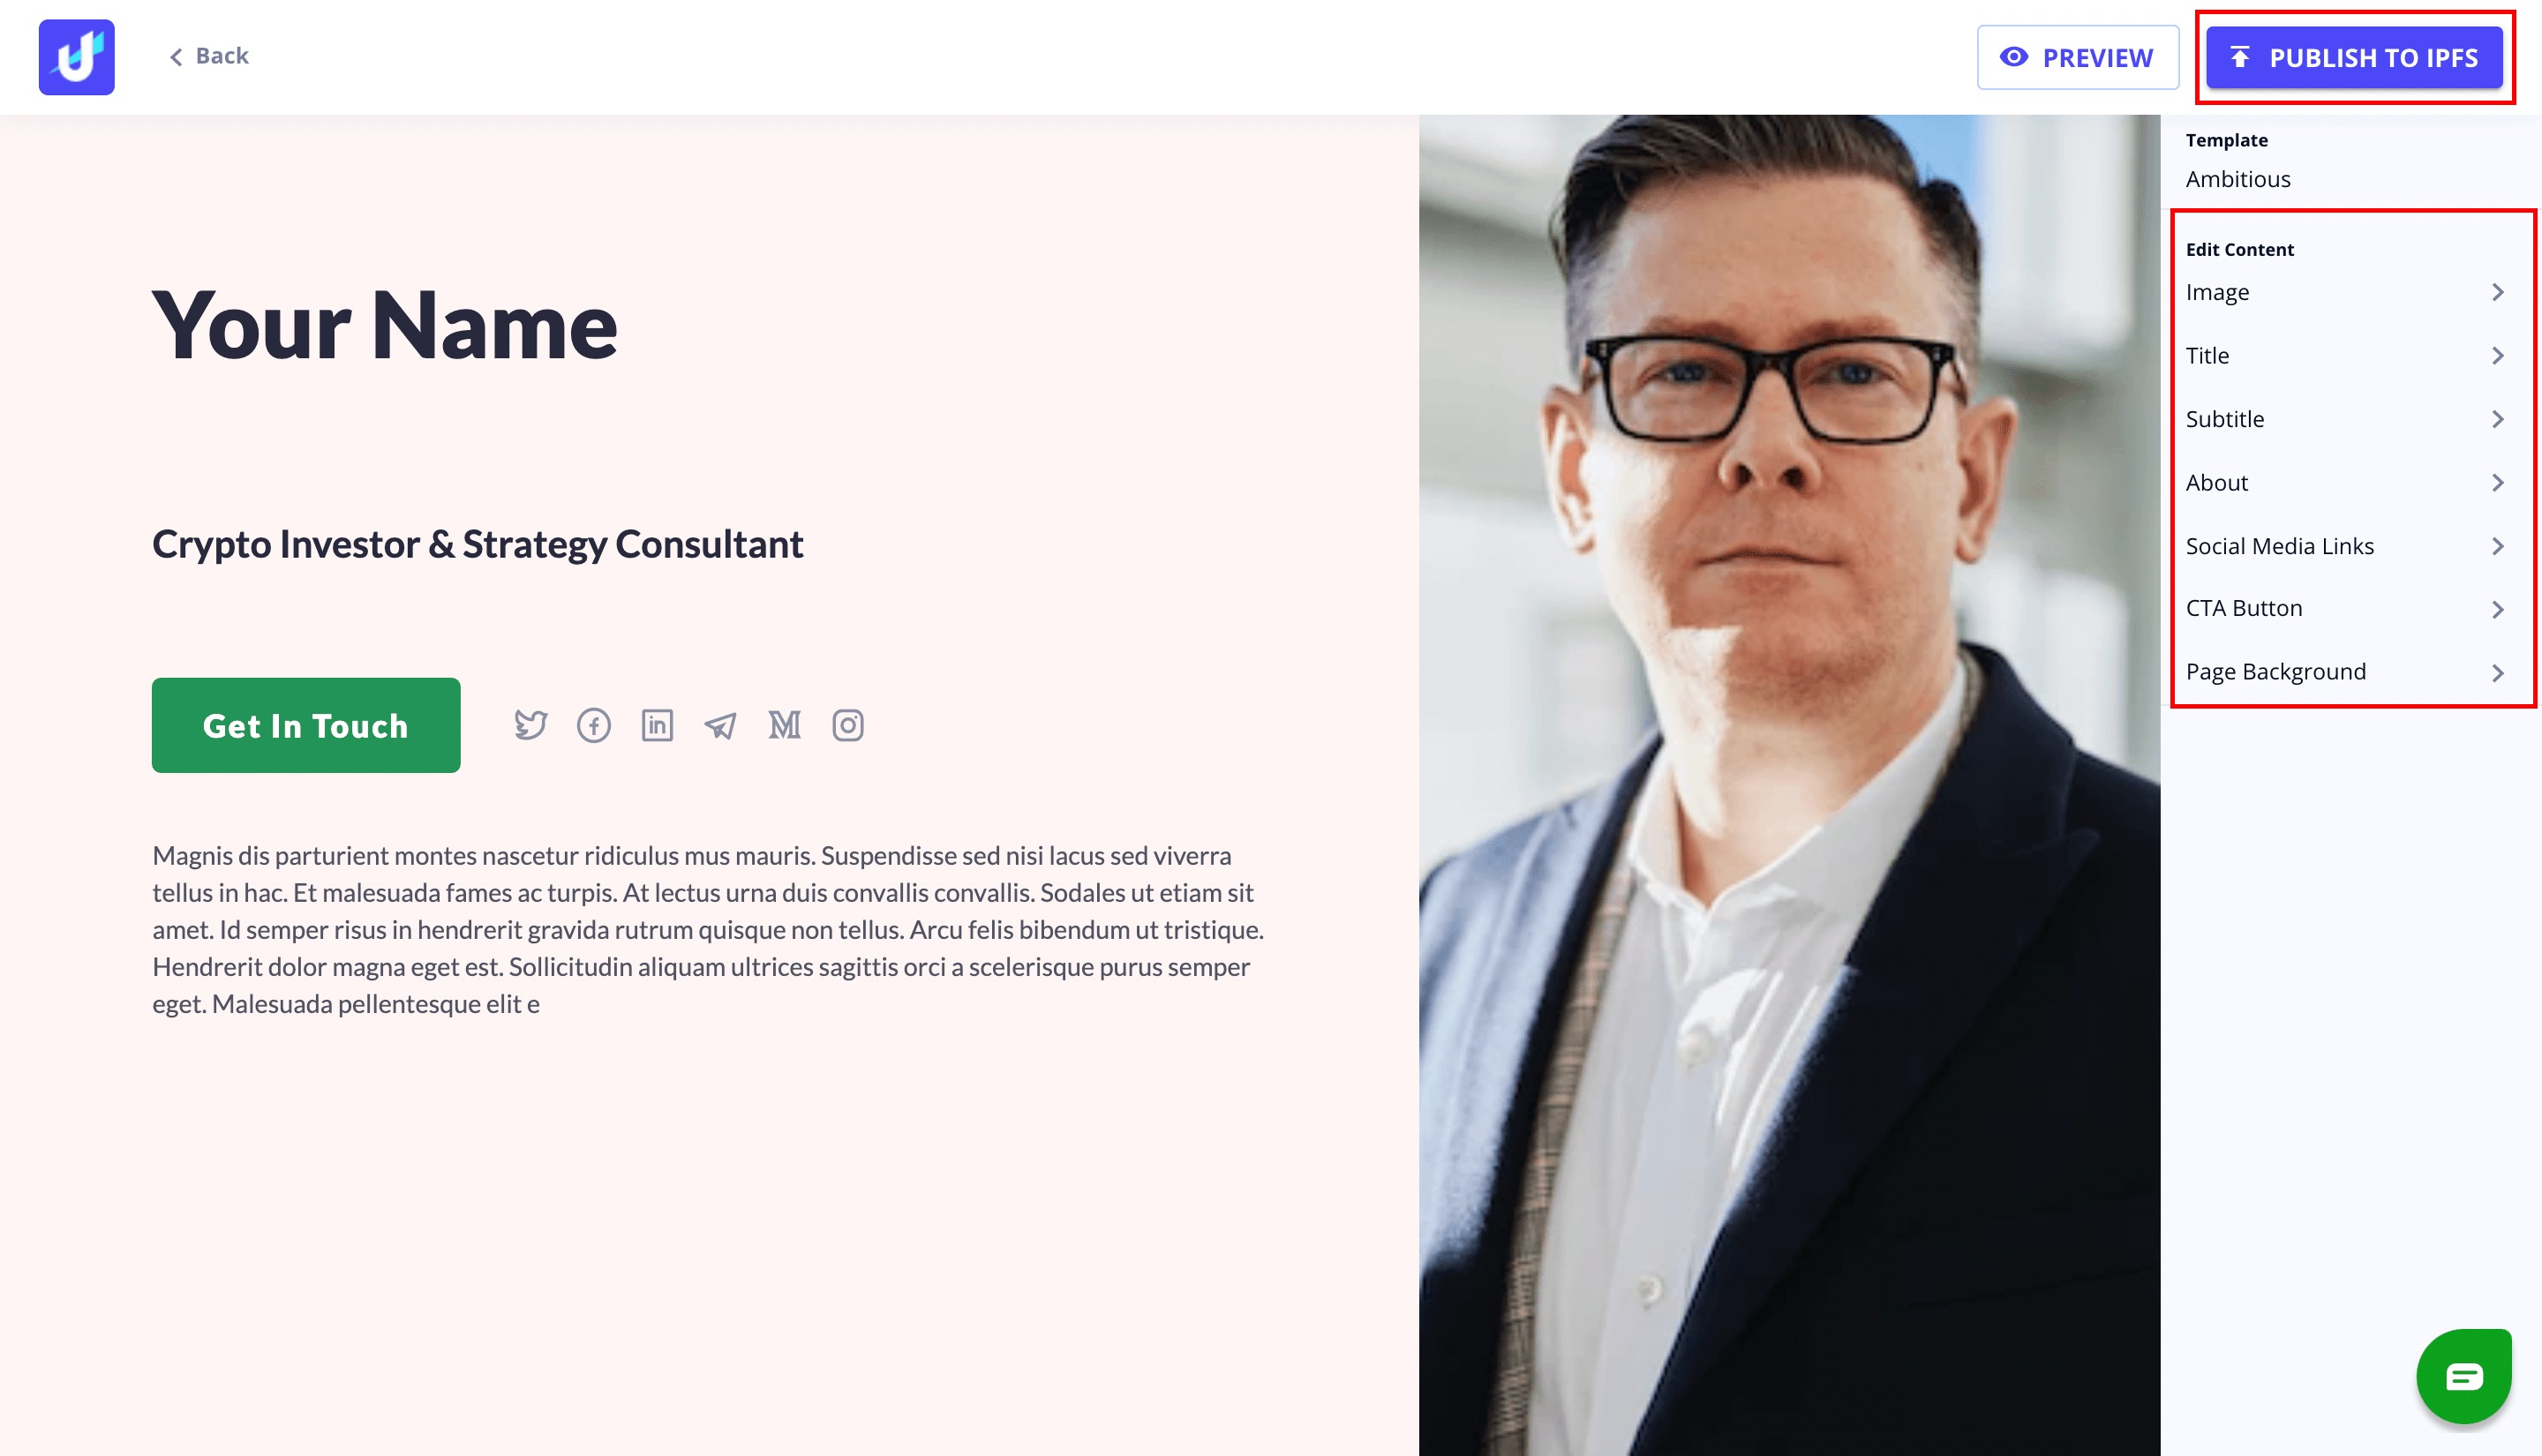 Back
PREVIEW
PUBLISH TO IPFS
Template
Ambitious
Edit Content
Image
Title
Subtitle
About
Social Media Links
CTA Button
Page Background
Your Name
Crypto Investor & Strategy Consultant
Get In Touch
Magnis dis parturient montes nascetur ridiculus mus mauris. Suspendisse sed nisi lacus sed viverra
tellus in hac. Et malesuada fames ac turpis. At lectus urna duis convallis convallis. Sodales ut etiam sit
amet. Id semper risus in hendrerit gravida rutrum quisque non tellus. Arcu felis bibendum ut tristique.
Hendrerit dolor magna eget est. Sollicitudin aliquam ultrices sagittis orci a scelerisque purus semper
eget. Malesuada pellentesque elit e